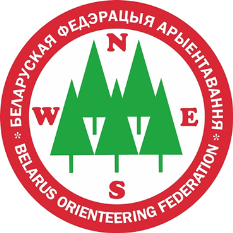 БЕЛАРУСКАЯ ФЕДЭРАЦЫЯ АРЫЕНТАВАННЯ
N
W E
S
* BELARUS ORIENTEERING FEDERATION *